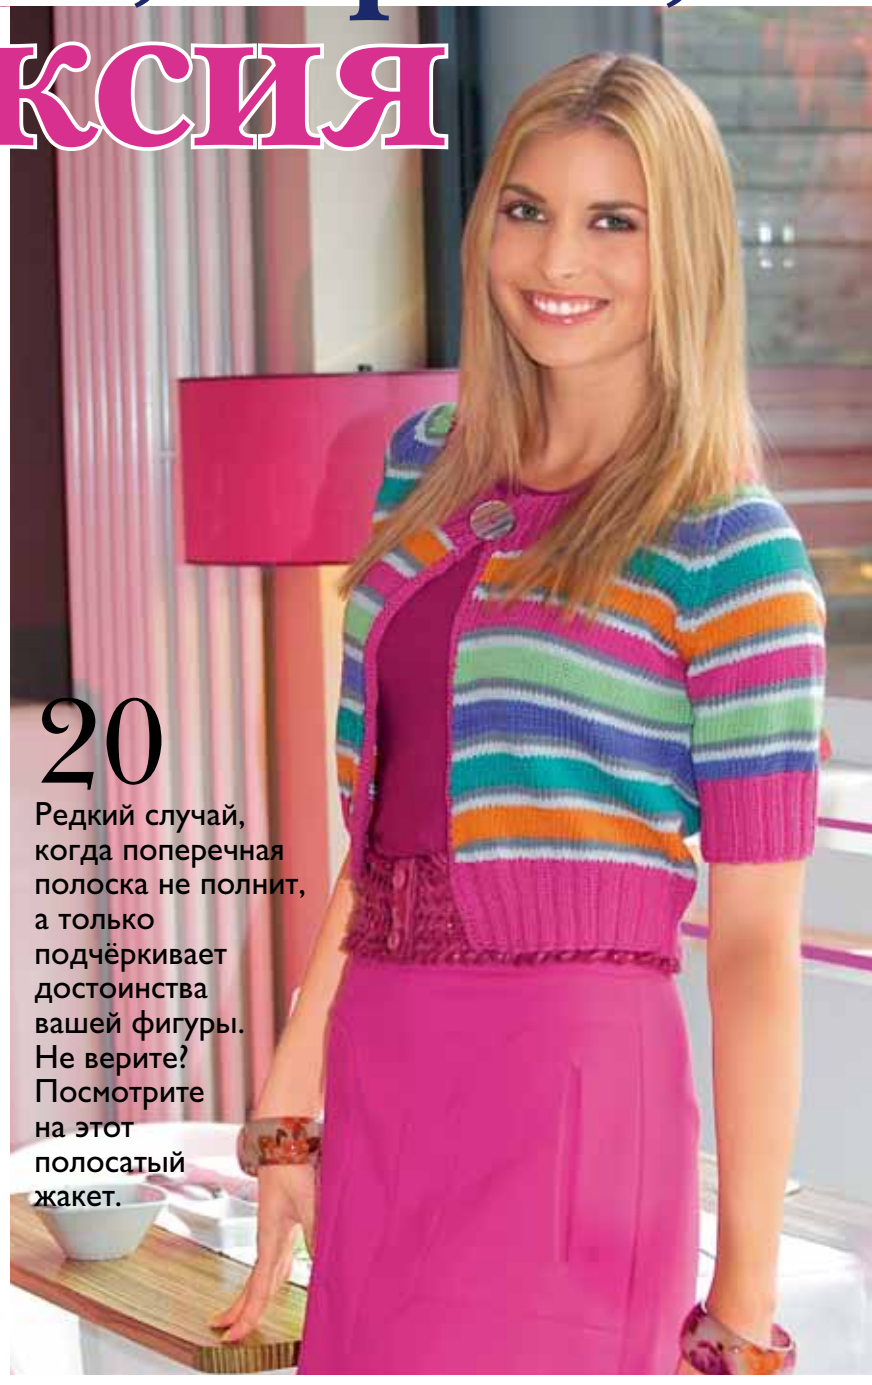 ксия
20
Редкий случай,
когда поперечная
полоска не полнит,
а только
подчёркивает
достоинства
вашей фигуры.
Не верите?
Посмотрите
на этот
полосатый
жакет.